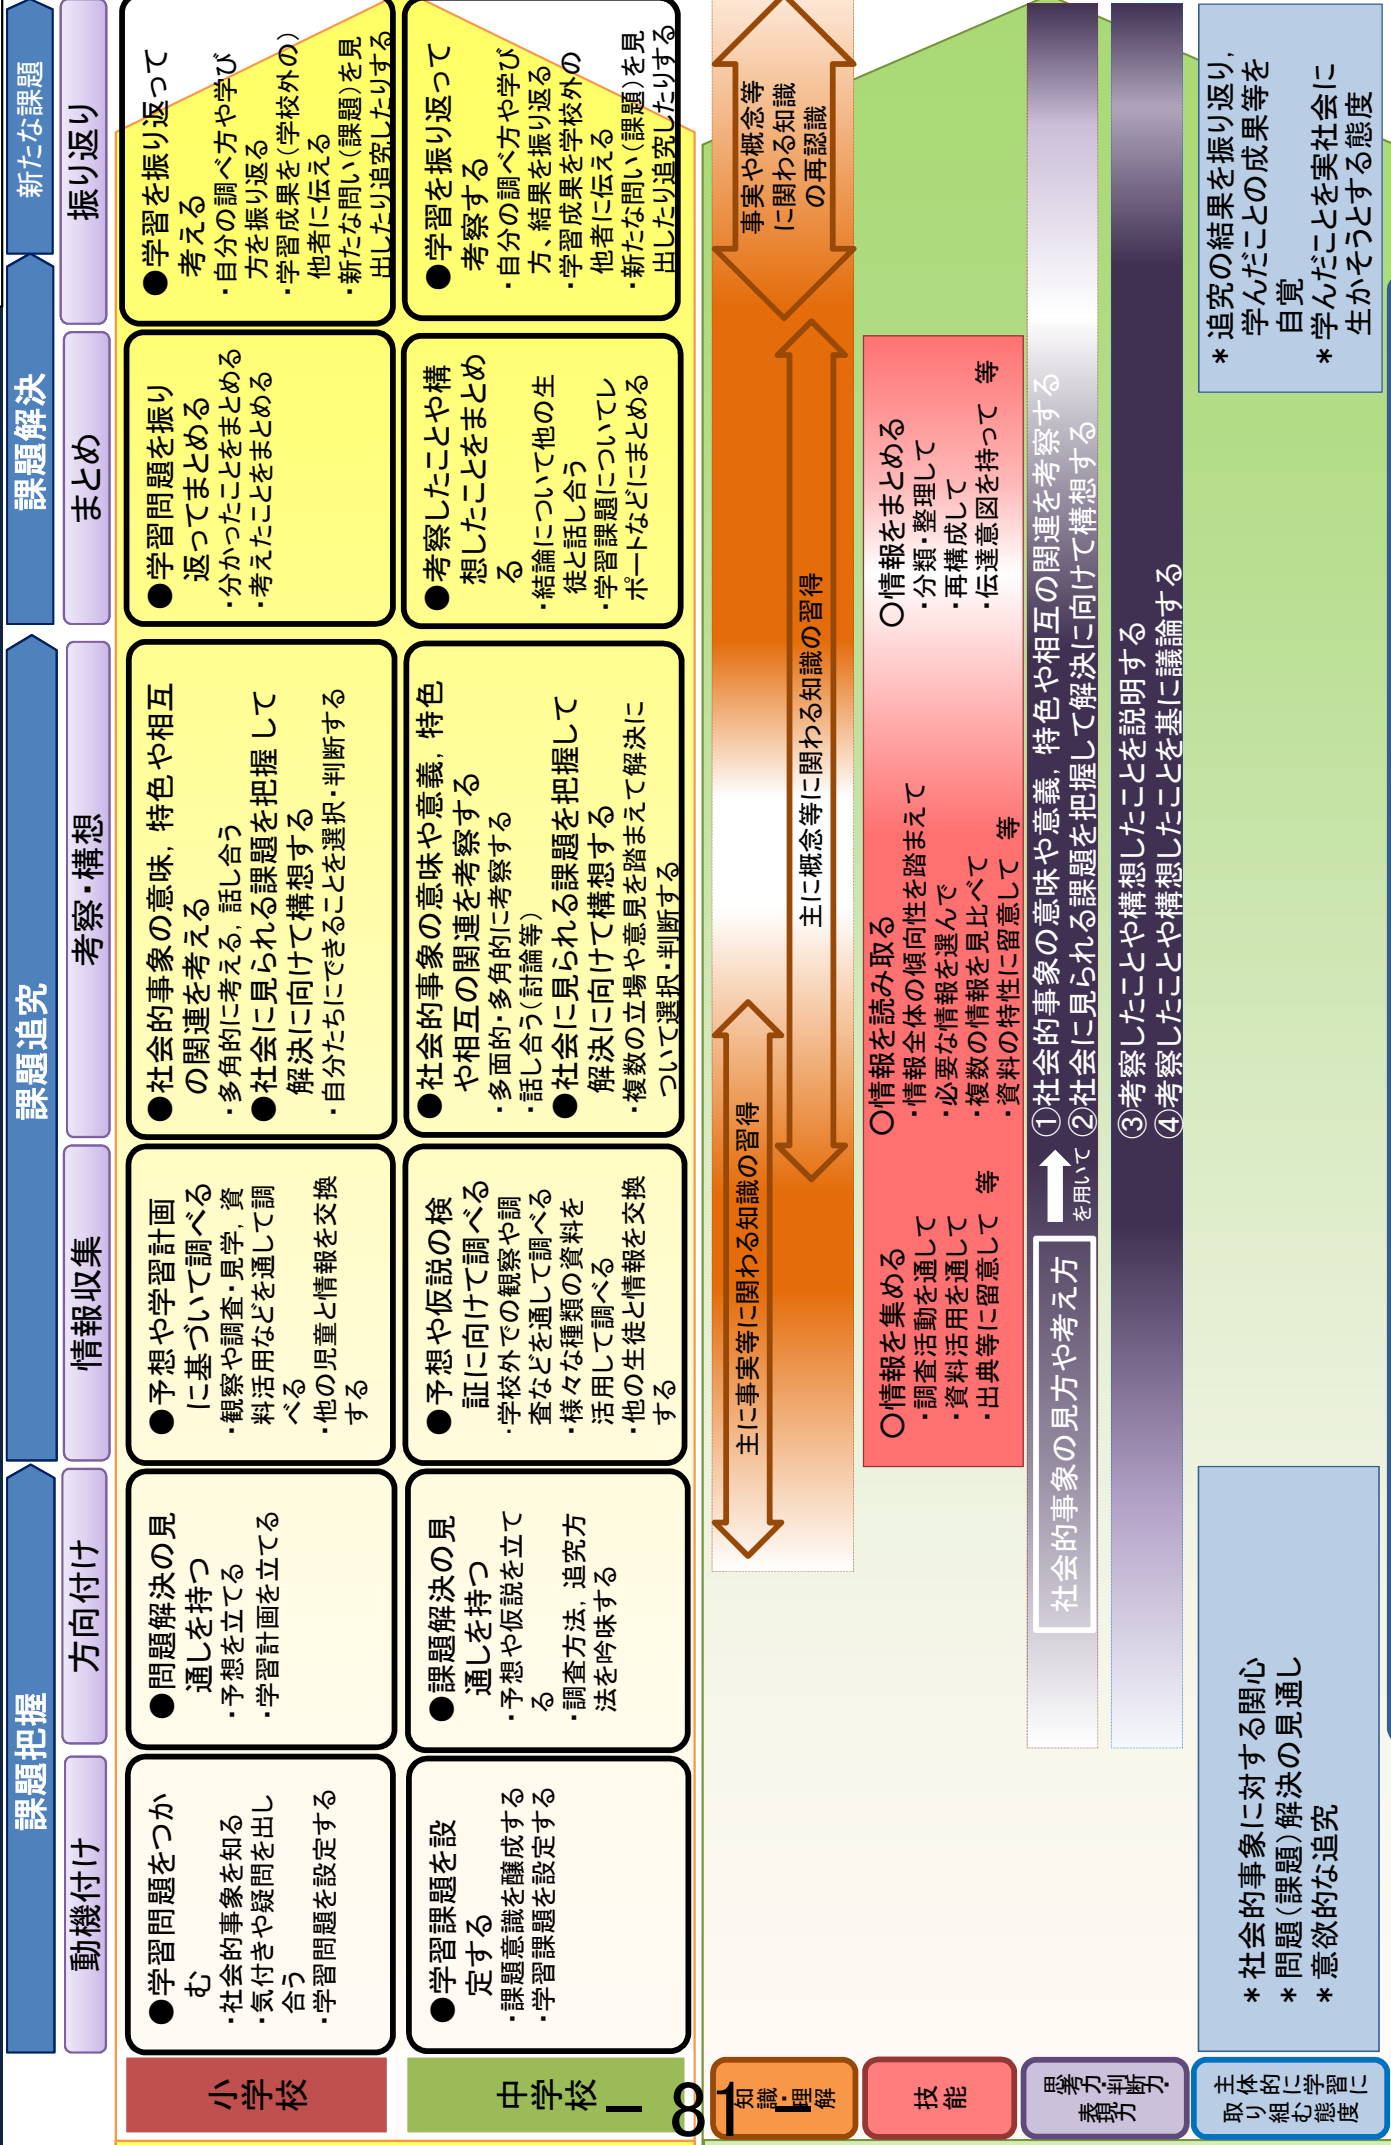 課題把握
課題追究
課題解決
新たな課題
動機付け
方向付け
情報収集
考察・構想
まとめ
振り返り
小学校
●学習問題をつか
む
・社会的事象を知る
・気付きや疑問を出し
合う
・学習問題を設定する
●問題解決の見
通しを持つ
・予想を立てる
・学習計画を立てる
●予想や学習計画
に基づいて調べる
・観察や調査・見学，資
料活用などを通して調
べる
・他の児童と情報を交換
する
●社会的事象の意味，特色や相互
の関連を考える
・多角的に考える，話し合う
●社会に見られる課題を把握して
解決に向けて構想する
・自分たちにできることを選択・判断する
●学習問題を振り
返ってまとめる
・分かったことをまとめる
・考えたことをまとめる
●学習を振り返って
考える
・自分の調べ方や学び
方を振り返る
・学習成果を（学校外の）
他者に伝える
・新たな問い（課題）を見
出したり追究したりする
中学校
●学習課題を設
定する
・課題意識を醸成する
・学習課題を設定する
●課題解決の見
通しを持つ
・予想や仮説を立て
る
・調査方法，追究方
法を吟味する
●予想や仮説の検
証に向けて調べる
・学校外での観察や調
査などを通して調べる
・様々な種類の資料を
活用して調べる
・他の生徒と情報を交換
する
●社会的事象の意味や意義，特色
や相互の関連を考察する
・多面的・多角的に考察する
・話し合う（討論等）
●社会に見られる課題を把握して
解決に向けて構想する
・複数の立場や意見を踏まえて解決に
ついて選択・判断する
●考察したことや構
想したことをまとめ
る
・結論について他の生
徒と話し合う
・学習課題についてレ
ポートなどにまとめる
●学習を振り返って
考察する
・自分の調べ方や学び
方、結果を振り返る
・学習成果を学校外の
他者に伝える
・新たな問い（課題）を見
出したり追究したりする
知識・理解
主に事実等に関わる知識の習得
主に概念等に関わる知識の習得
事実や概念等
に関わる知識
の再認識
技能
○情報を集める
・調査活動を通して
・資料活用を通して
・出典等に留意して 等
○情報を読み取る
・情報全体の傾向性を踏まえて
・必要な情報を選んで
・複数の情報を見比べて
・資料の特性に留意して 等
○情報をまとめる
・分類・整理して
・再構成して
・伝達意図を持って 等
思考力・判断力・
表現力
社会的事象の見方や考え方
を用いて
①社会的事象の意味や意義，特色や相互の関連を考察する
②社会に見られる課題を把握して解決に向けて構想する
③考察したことや構想したことを説明する
④考察したことや構想したことを基に議論する
主体的に学習に
取り組む態度
＊社会的事象に対する関心
＊問題（課題）解決の見通し
＊意欲的な追究
＊追究の結果を振り返り，
学んだことの成果等を
自覚
＊学んだことを実社会に
生かそうとする態度
－81－